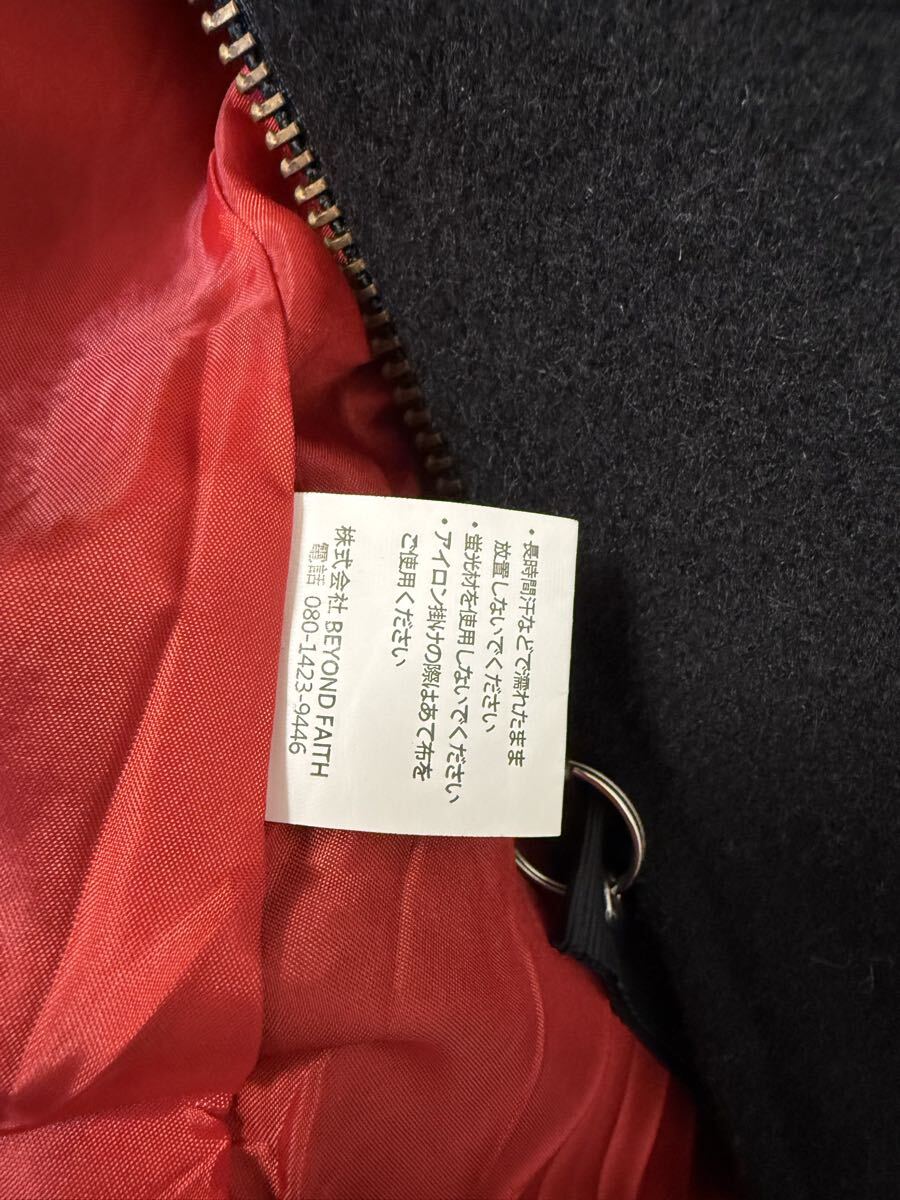 ・長時間汗などで濡れたまま
放置しないでください
・蛍光材を使用しないでください
・アイロン掛けの際はあて布を
ご使用ください
株式会社 BEYOND FAITH
電話 080-1423-9446